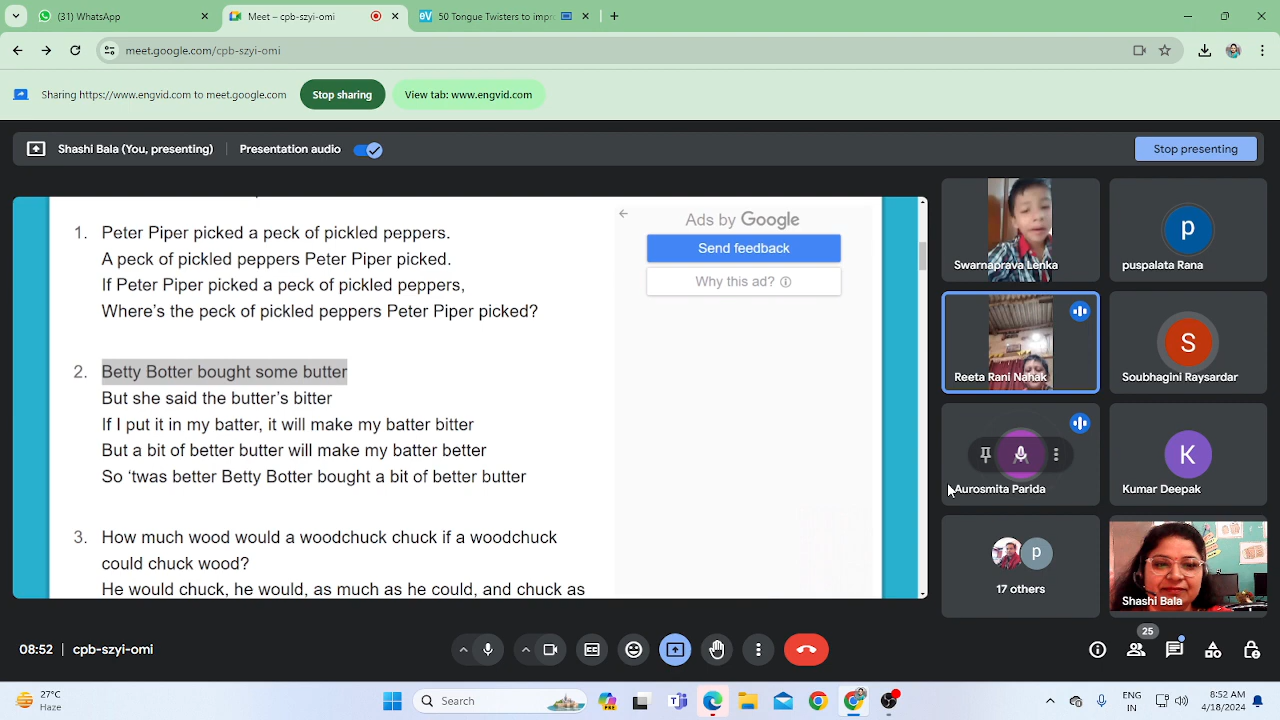 (31) WhatsApp
Meet – cpb-szyi-omi
50 Tongue Twisters to impr
meet.google.com/cpb-szyi-omi
Sharing https://www.engvid.com to meet.google.com
Stop sharing
View tab: www.engvid.com
Shashi Bala (You, presenting)
Presentation audio
Stop presenting
1. Peter Piper picked a peck of pickled peppers.
A peck of pickled peppers Peter Piper picked.
If Peter Piper picked a peck of pickled peppers,
Where's the peck of pickled peppers Peter Piper picked?
2. Betty Botter bought some butter
But she said the butter's bitter
If I put it in my batter, it will make my batter bitter
But a bit of better butter will make my batter better
So 'twas better Betty Botter bought a bit of better butter
3. How much wood would a woodchuck chuck if a woodchuck
could chuck wood?
He would chuck, he would, as much as he could, and chuck as
Ads by Google
Send feedback
Why this ad?
Swarnaprava Lenka
p
puspalata Rana
Reeta Rani Nahak
S
Soubhagini Raysardar
Aurosmita Parida
K
Kumar Deepak
p
17 others
Shashi Bala
08:52
cpb-szyi-omi
25
27°C
Haze
Search
ENG
IN
8:52 AM
4/18/2024